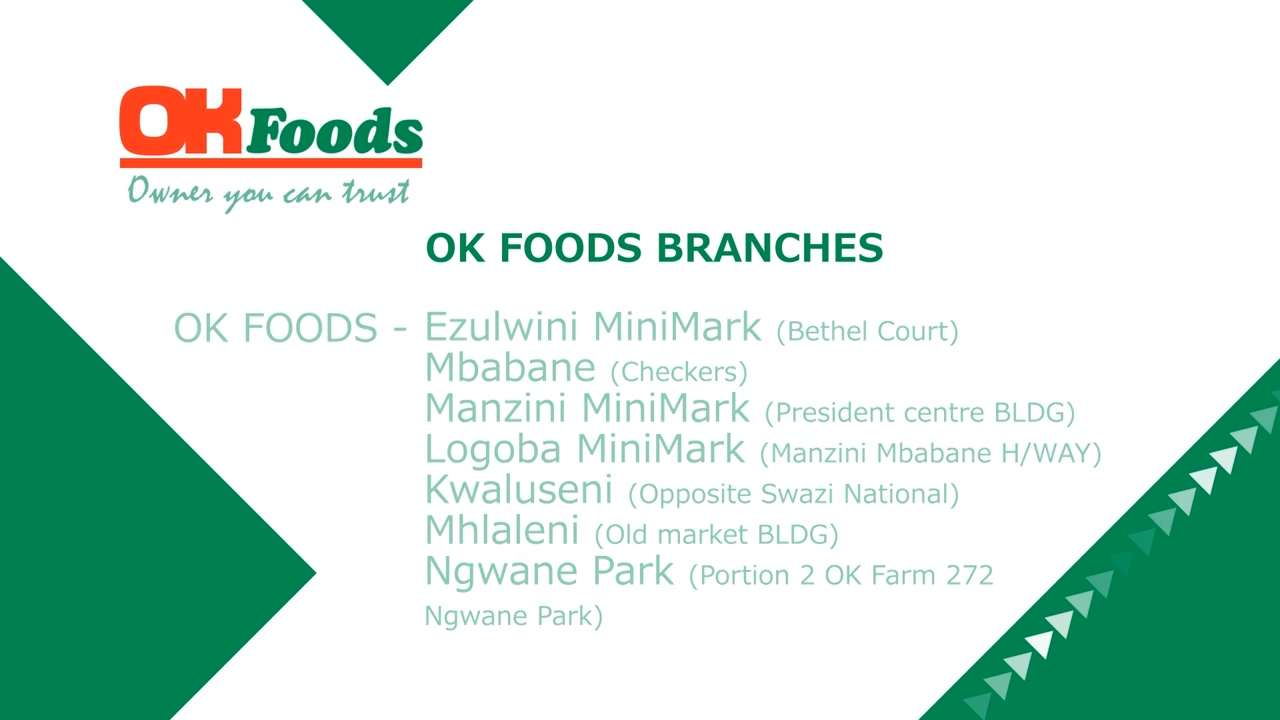 OK Foods
Owner you can trust
OK FOODS BRANCHES
OK FOODS - Ezulwini MiniMark (Bethel Court)
Mbabane (Checkers)
Manzini MiniMark (President centre BLDG)
Logoba MiniMark (Manzini Mbabane H/WAY)
Kwaluseni (Opposite Swazi National)
Mhlaleni (Old market BLDG)
Ngwane Park (Portion 2 OK Farm 272
Ngwane Park)